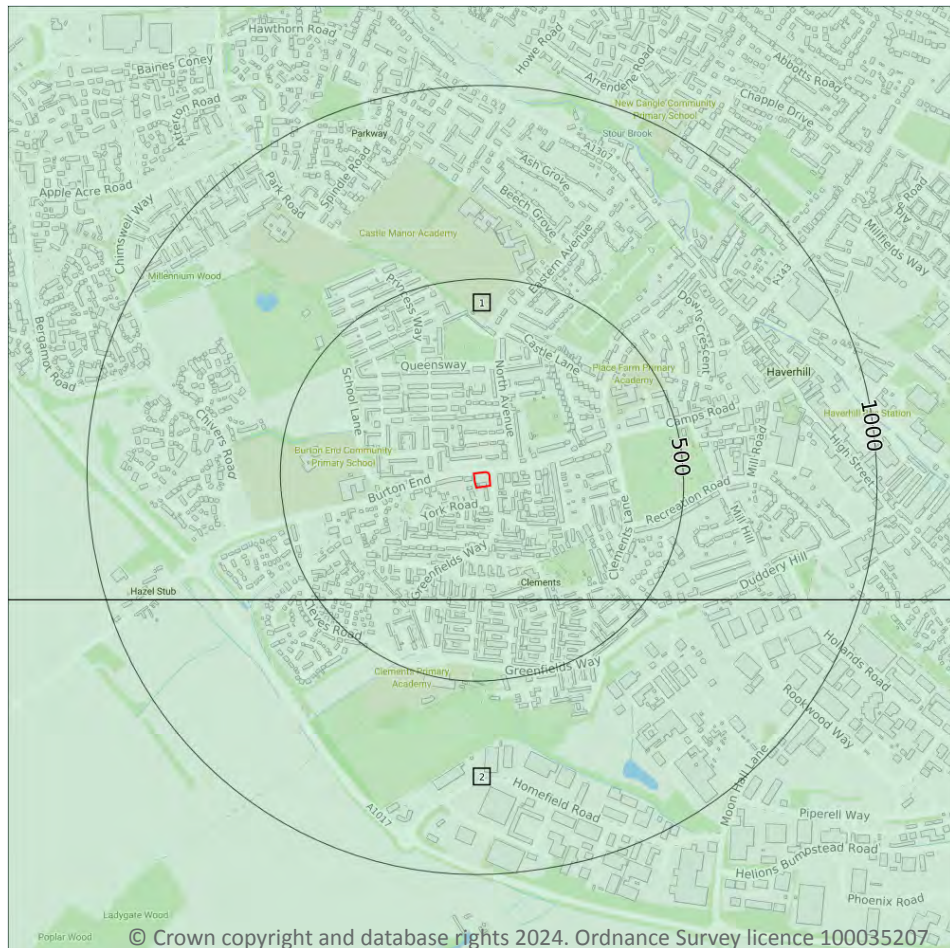 Hawthorn Road
Baines Coney
Howe Road
Arrendene Road
Abbotts Road
Atterton Road
New Cangle Community
Primary School
Chapple Drive
Parkway
Stour Brook
A1307
Spindle Road
Ash Grove
Apple Acre Road
Park Road
Beech Grove
Chimswell Way
Castle Manor Academy
Eastern Avenue
Millfields Way
Millennium Wood
A143
Princess Way
1
Downs Crescent
Bergamot Road
Castle Lane
Queensway
North Avenue
Place Farm Primary
Academy
Haverhill
School Lane
1000
Chivers Road
Camps Road
Haverhill
Station
500
Mill Road
High Street
Burton End Community
Primary School
Burton End
York Road
Recreation Road
Clements Lane
Mill Hill
Greenfields Way
Clements
Duddery Hill
Hazel Stub
Cleves Road
Hollands Road
Clements Primary
Academy
Greenfields Way
Rookwood Way
2
Homefield Road
Moon Hall Lane
A1017
Piperell Way
Helions Bumpstead Road
Phoenix Road
Ladygate Wood
Poplar Wood
© Crown copyright and database rights 2024. Ordnance Survey licence 100035207